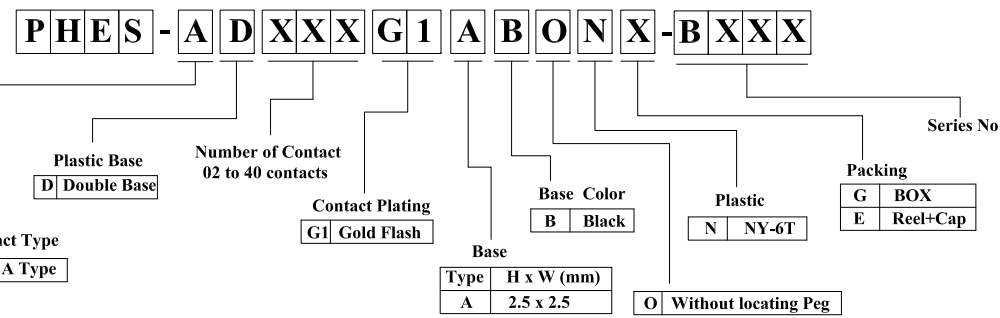 PHES-ADXXXG1ABONX-BXXX
Series No
Plastic Base
D Double Base
Number of Contact
02 to 40 contacts
Contact Plating
G1 Gold Flash
Base Color
B Black
Plastic
N NY-6T
Packing
G BOX
E Reel+Cap
act Type
A Type
Base
Type H x W (mm)
A 2.5 x 2.5
O Without locating Peg